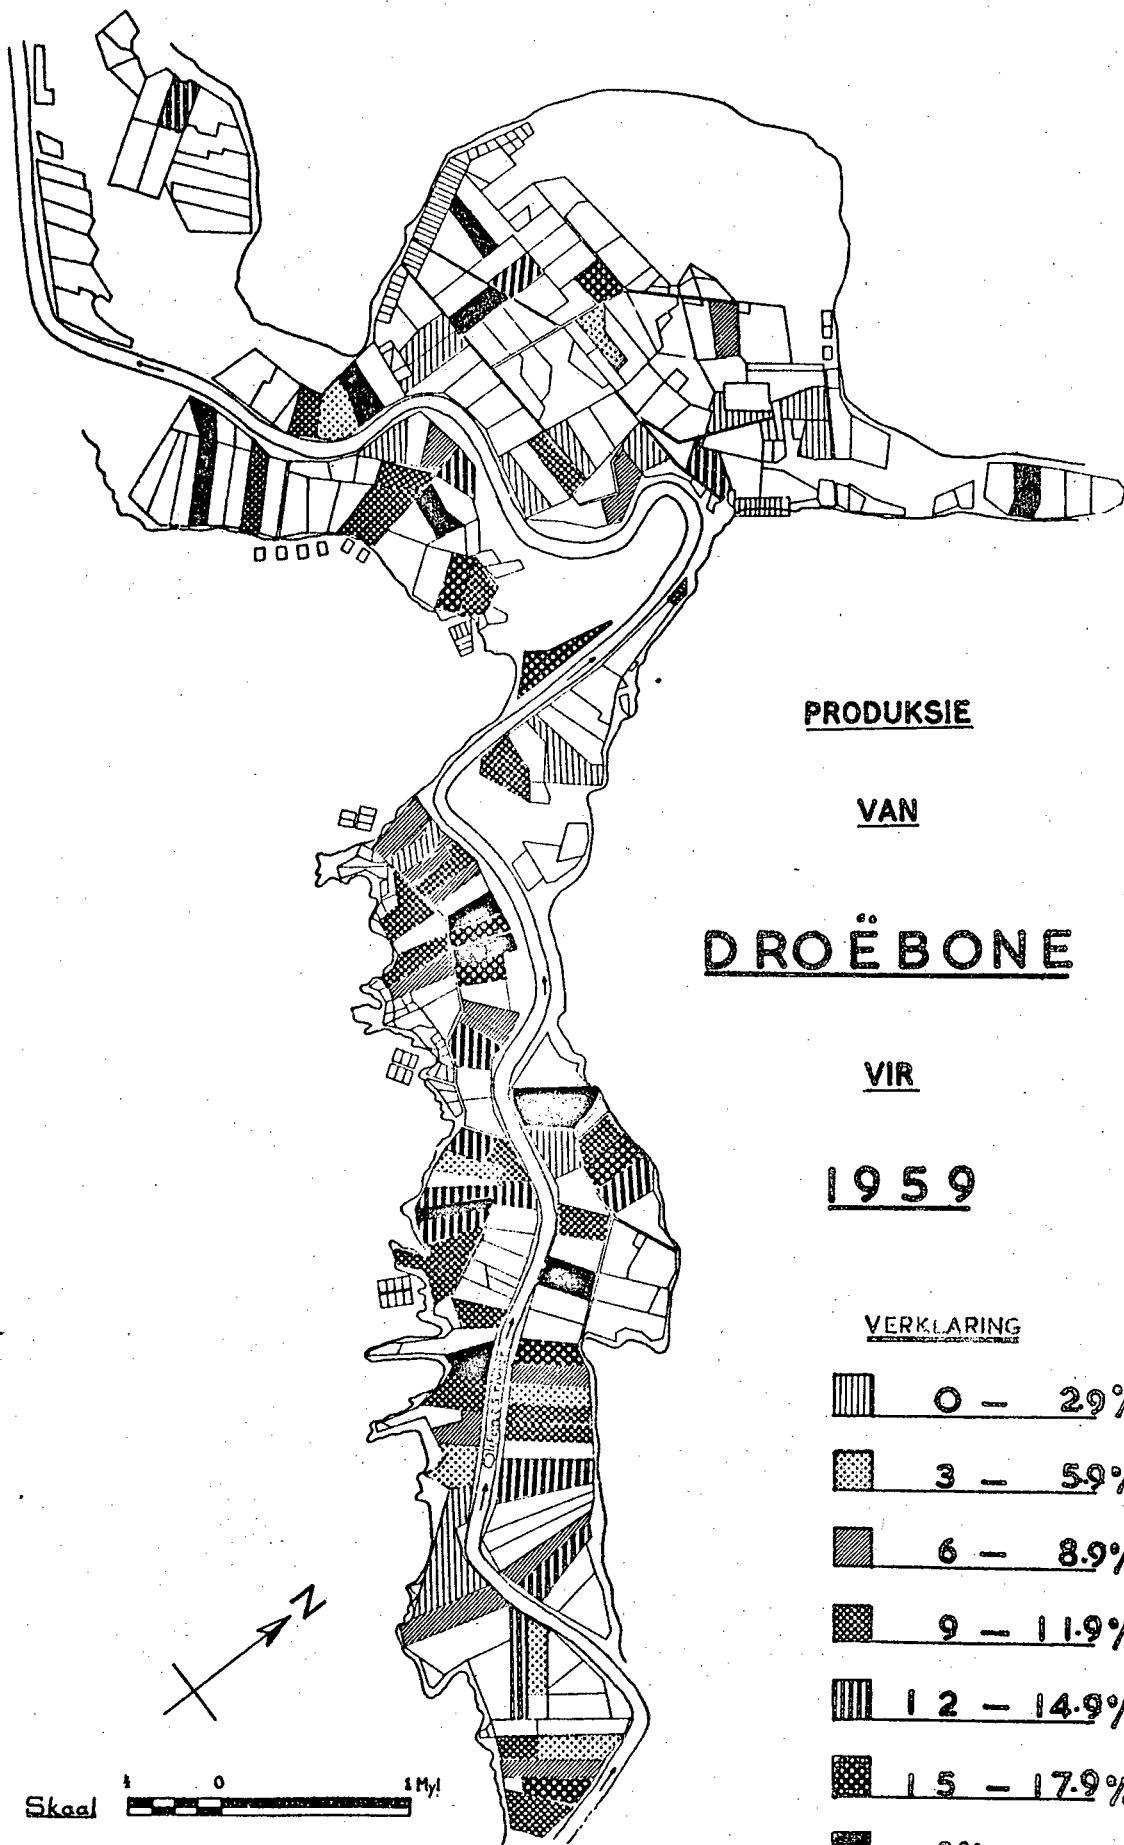 PRODUKSIE
VAN
DROËBONE
VIR
1959
VERKLARING
0 — 2.9%
3 — 5.9%
6 — 8.9%
9 — 11.9%
12 — 14.9%
15 — 17.9%
N
0
1 Myl
Skaal